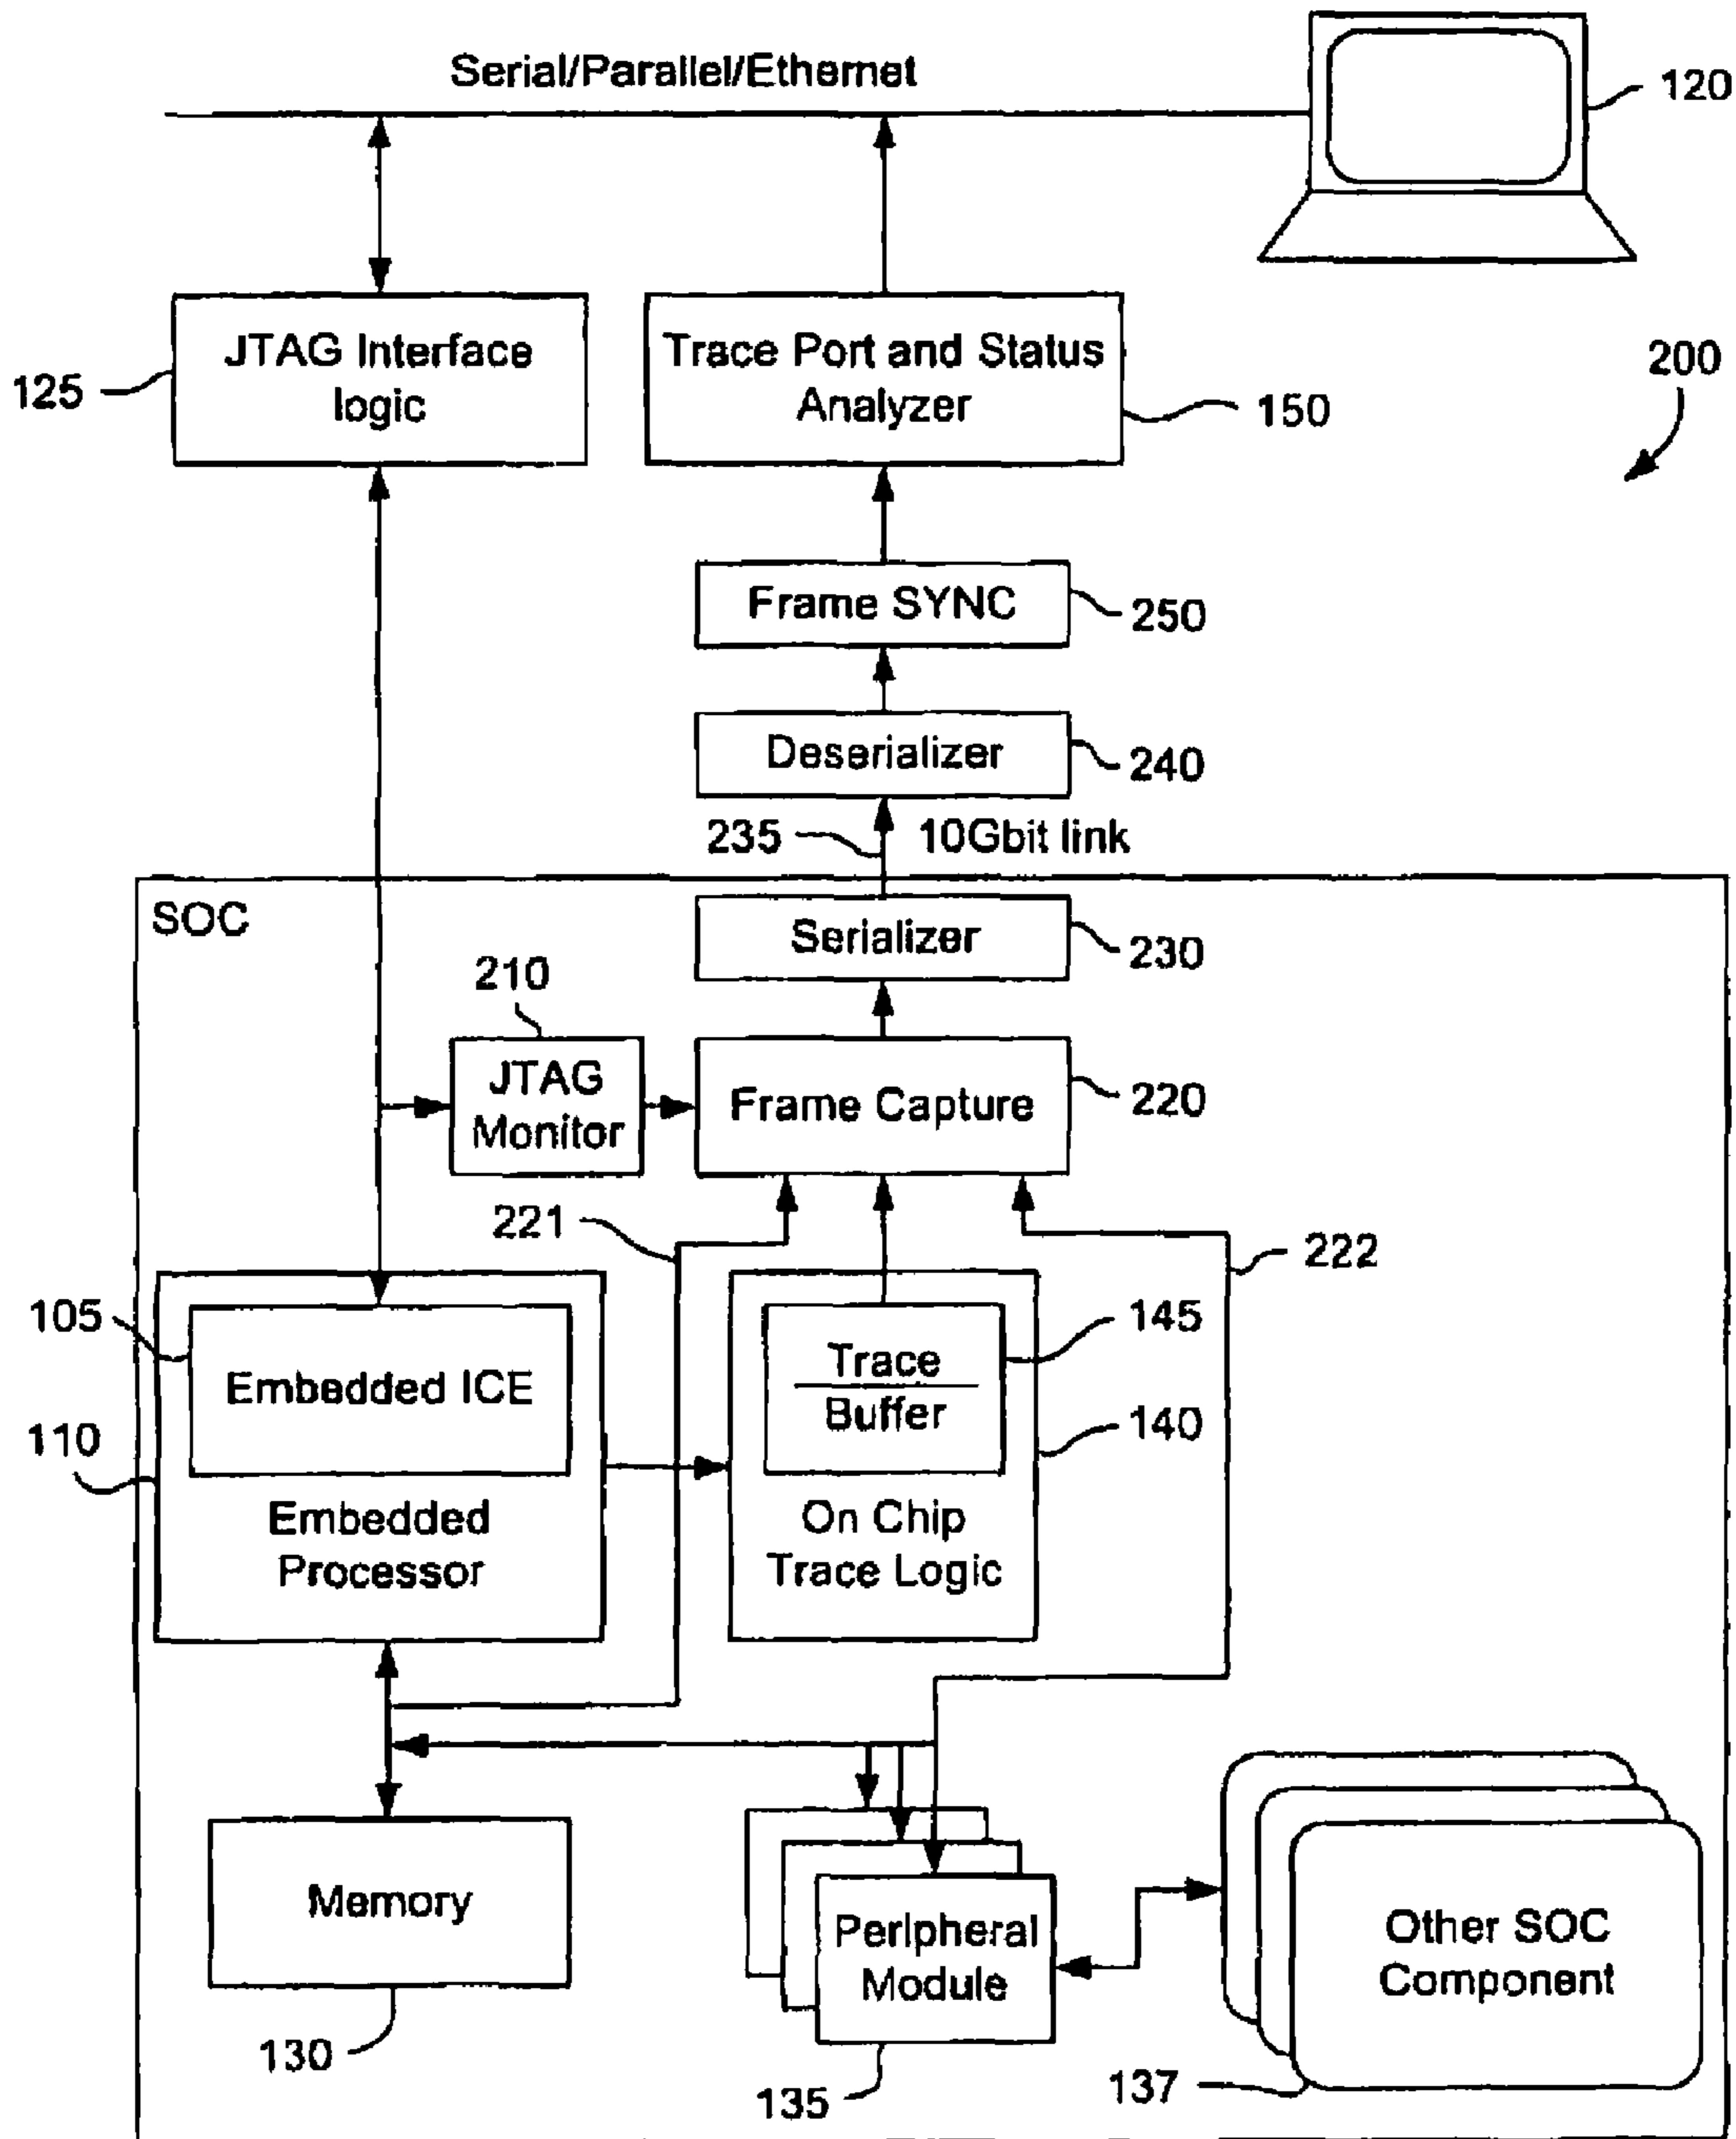 Serial/Parallel/Ethernet
120
JTAG Interface
logic
125
Trace Port and Status
Analyzer
150
200
Frame SYNC
250
Deserializer
240
235
10Gbit link
SOC
Serializer
230
210
JTAG
Monitor
Frame Capture
220
221
222
105
Embedded ICE
110
Embedded
Processor
Trace
Buffer
145
140
On Chip
Trace Logic
Memory
130
Peripheral
Module
135
Other SOC
Component
137